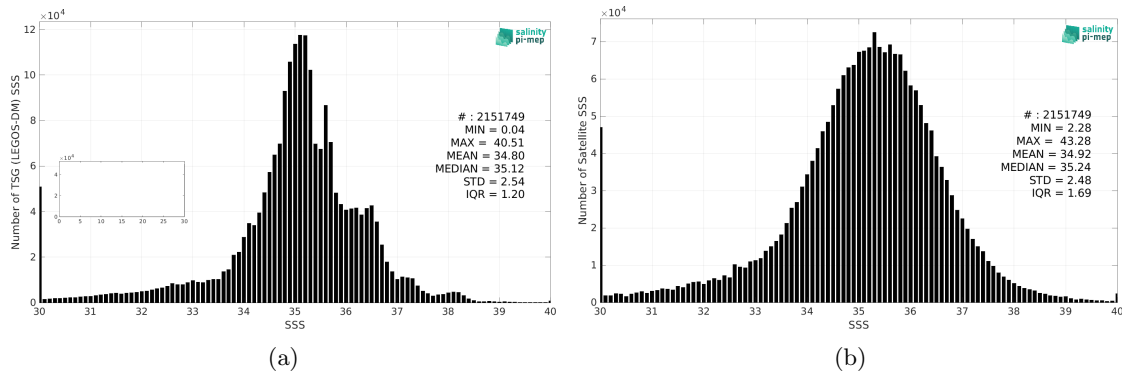 ×10⁴
12
10
8
6
4
2
0
Number of TSG (LEGOS-DM) SSS
30 31 32 33 34 35 36 37 38 39 40
SSS
salinity
pi-mep
# : 2151749
MIN = 0.04
MAX = 40.51
MEAN = 34.80
MEDIAN = 35.12
STD = 2.54
IQR = 1.20
×10⁴
4
2
0
0 5 10 15 20 25 30
(a)
×10⁴
7
6
5
4
3
2
1
0
Number of Satellite SSS
30 31 32 33 34 35 36 37 38 39 40
SSS
salinity
pi-mep
# : 2151749
MIN = 2.28
MAX = 43.28
MEAN = 34.92
MEDIAN = 35.24
STD = 2.48
IQR = 1.69
(b)